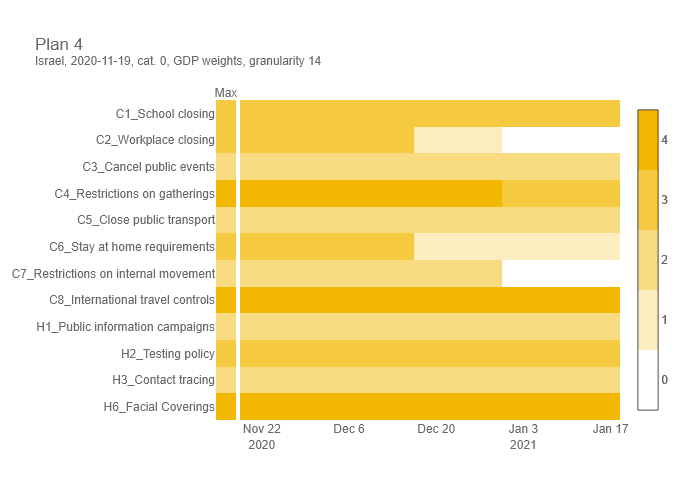 Plan 4
Israel, 2020-11-19, cat. 0, GDP weights, granularity 14
Max
C1_School closing
C2_Workplace closing
C3_Cancel public events
C4_Restrictions on gatherings
C5_Close public transport
C6_Stay at home requirements
C7_Restrictions on internal movement
C8_International travel controls
H1_Public information campaigns
H2_Testing policy
H3_Contact tracing
H6_Facial Coverings
Nov 22 Dec 6 Dec 20 Jan 3 Jan 17
2020 2021
4
3
2
1
0